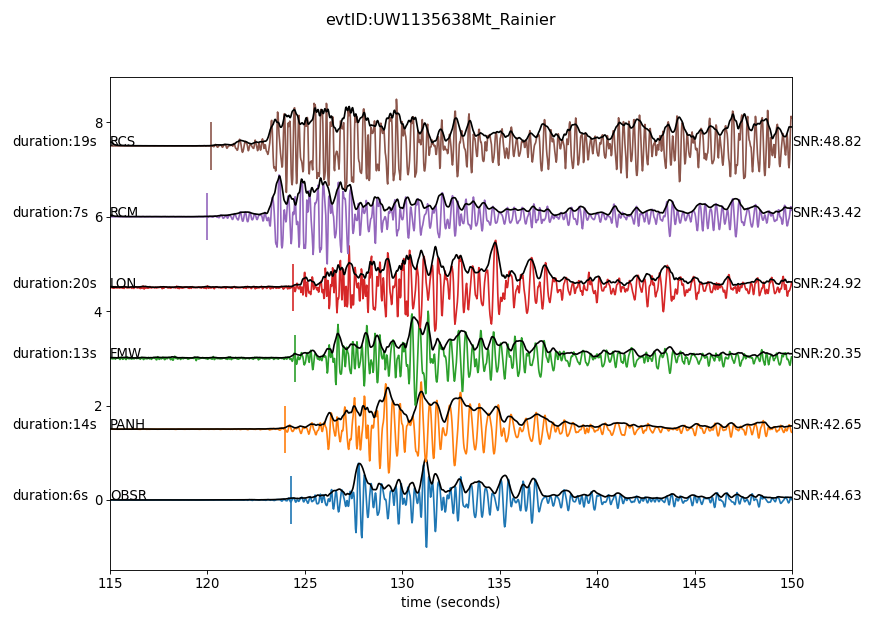 evtID:UW1135638Mt_Rainier
8
duration:19s RCS SNR:48.82
duration:7s RCM SNR:43.42
6
duration:20s LON SNR:24.92
4
duration:13s FMW SNR:20.35
2
duration:14s PANH SNR:42.65
duration:6s OBSR SNR:44.63
0
115 120 125 130 135 140 145 150
time (seconds)